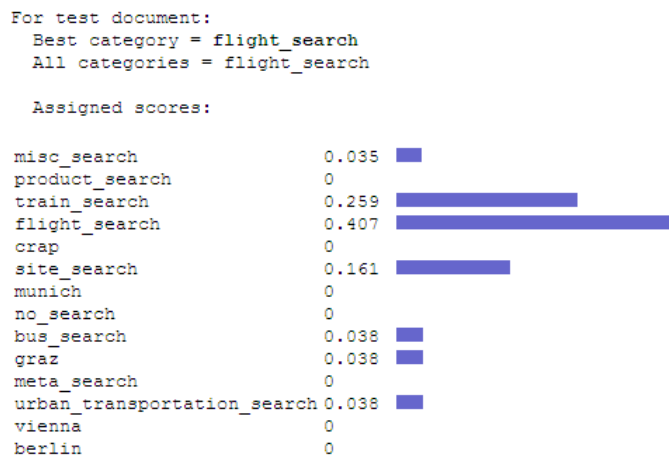 For test document:
Best category = flight_search
All categories = flight_search
Assigned scores:
misc_search 0.035
product_search 0
train_search 0.259
flight_search 0.407
crap 0
site_search 0.161
munich 0
no_search 0
bus_search 0.038
graz 0.038
meta_search 0
urban_transportation_search 0.038
vienna 0
berlin 0